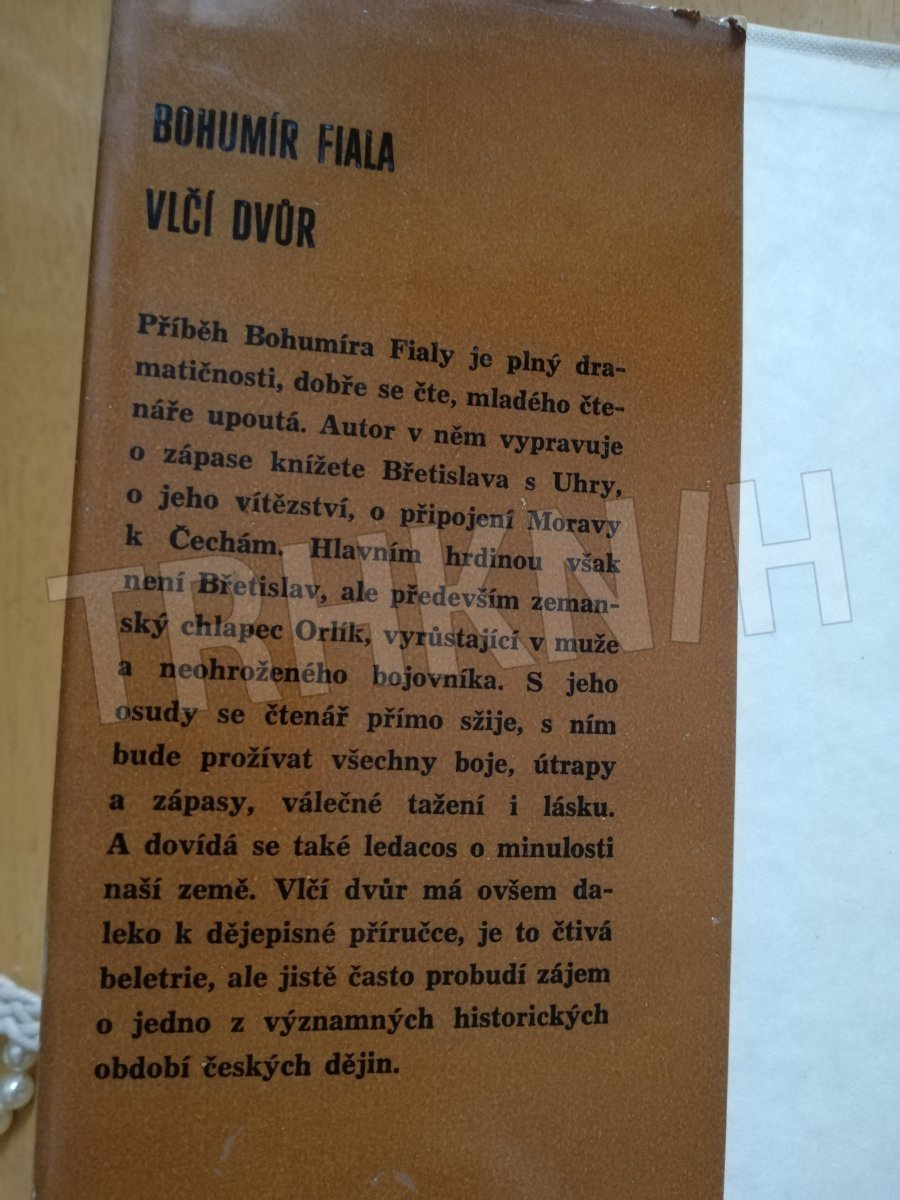 BOHUMÍR FIALA
VLČÍ DVŮR
Příběh Bohumíra Fialy je plný dra-
matičnosti, dobře se čte, mladého čte-
náře upoutá. Autor v něm vypravuje
o zápase knížete Břetislava s Uhry,
o jeho vítězství, o připojení Moravy
k Čechám. Hlavním hrdinou však
není Břetislav, ale především zeman-
ský chlapec Orlík, vyrůstající v muže
a neohroženého bojovníka. S jeho
osudy se čtenář přímo sžije, s ním
bude prožívat všechny boje, útrapy
a zápasy, válečné tažení i lásku.
A dovídá se také ledacos o minulosti
naší země. Vlčí dvůr má ovšem da-
leko k dějepisné příručce, je to čtivá
beletrie, ale jistě často probudí zájem
o jedno z významných historických
období českých dějin.
TRHKNIH